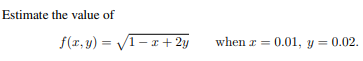 Estimate the value of
f(x, y) = √(1 − x + 2y) when x = 0.01, y = 0.02.